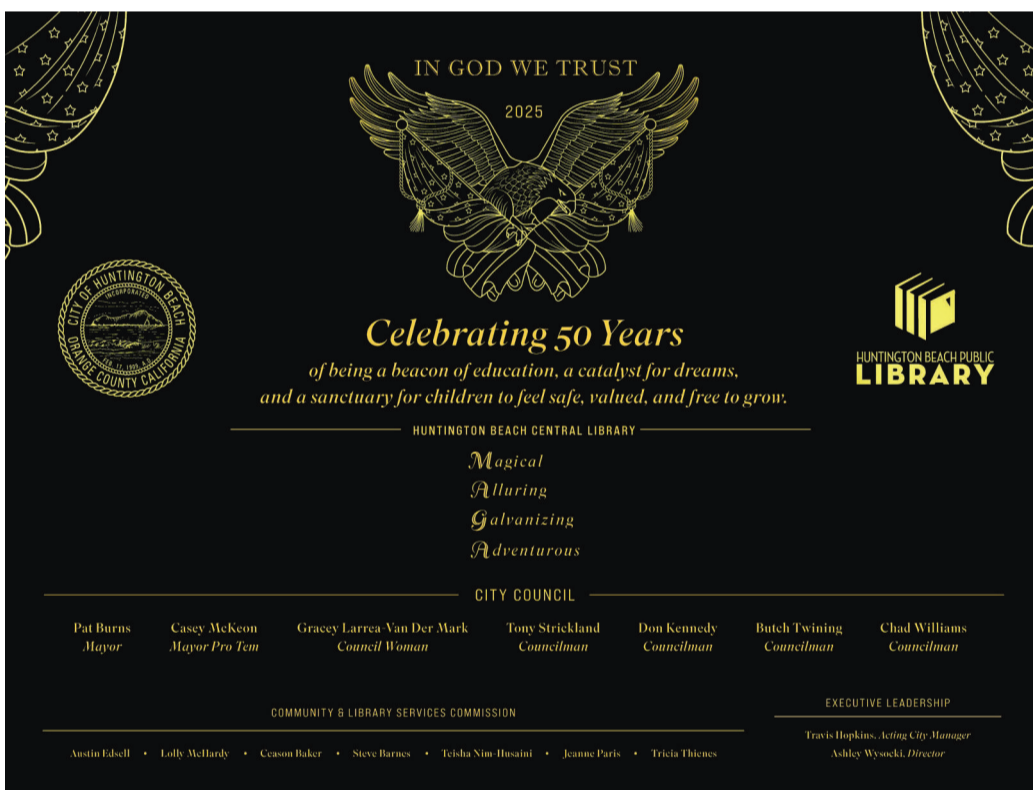 IN GOD WE TRUST
2025
CITY OF HUNTINGTON BEACH
INCORPORATED
FEB. 17, 1909, A.D.
ORANGE COUNTY CALIFORNIA
HUNTINGTON BEACH PUBLIC
LIBRARY
Celebrating 50 Years
of being a beacon of education, a catalyst for dreams,
and a sanctuary for children to feel safe, valued, and free to grow.
HUNTINGTON BEACH CENTRAL LIBRARY
Magical
Alluring
Galvanizing
Adventurous
CITY COUNCIL
Pat Burns Casey McKeon Gracey Larrea-Van Der Mark Tony Strickland Don Kennedy Butch Twining Chad Williams
Mayor Mayor Pro Tem Council Woman Councilman Councilman Councilman Councilman
COMMUNITY & LIBRARY SERVICES COMMISSION
Austin Edsell • Lolly McHardy • Ceason Baker • Steve Barnes • Teisha Nim-Husaini • Jeanne Paris • Tricia Thienes
EXECUTIVE LEADERSHIP
Travis Hopkins, Acting City Manager
Ashley Wysocki, Director